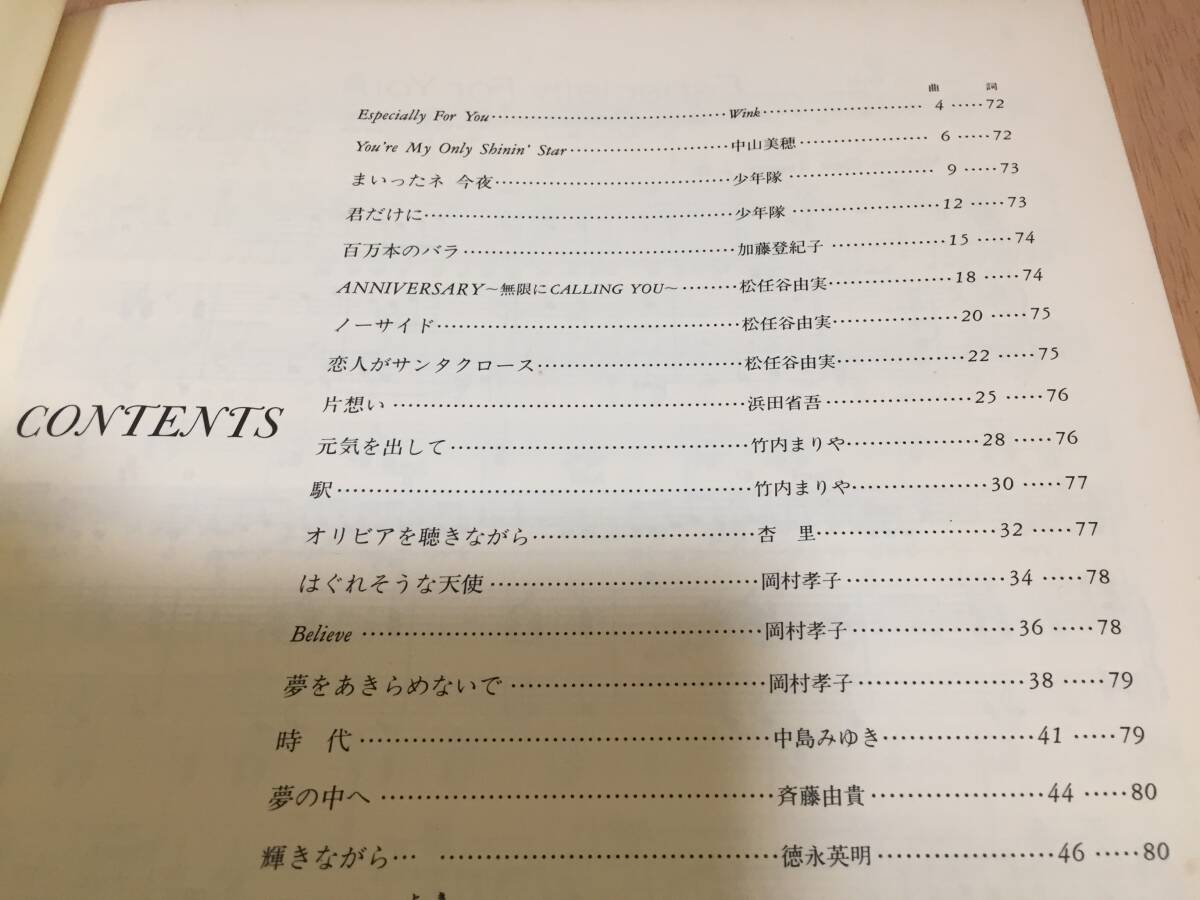 曲 詞
Especially For You……………………………Wink…………………… 4 ……72
You're My Only Shinin' Star……………………中山美穂………………… 6 ……72
まいったネ 今夜……………………………少年隊………………… 9 ……73
君だけに……………………………………少年隊…………………12 ……73
百万本のバラ………………………………加藤登紀子………………15 ……74
ANNIVERSARY〜無限にCALLING YOU〜………松任谷由実………………18 ……74
ノーサイド……………………………………松任谷由実………………20 ……75
恋人がサンタクロース…………………………松任谷由実………………22 ……75
CONTENTS
片想い…………………………………………浜田省吾…………………25 ……76
元気を出して…………………………………竹内まりや………………28 ……76
駅………………………………………………竹内まりや………………30 ……77
オリビアを聴きながら…………………………杏 里…………………32 ……77
はぐれそうな天使………………………………岡村孝子…………………34 ……78
Believe…………………………………………岡村孝子…………………36 ……78
夢をあきらめないで……………………………岡村孝子…………………38 ……79
時 代…………………………………………中島みゆき………………41 ……79
夢の中へ………………………………………斉藤由貴…………………44 ……80
輝きながら… …………………………………徳永英明…………………46 ……80